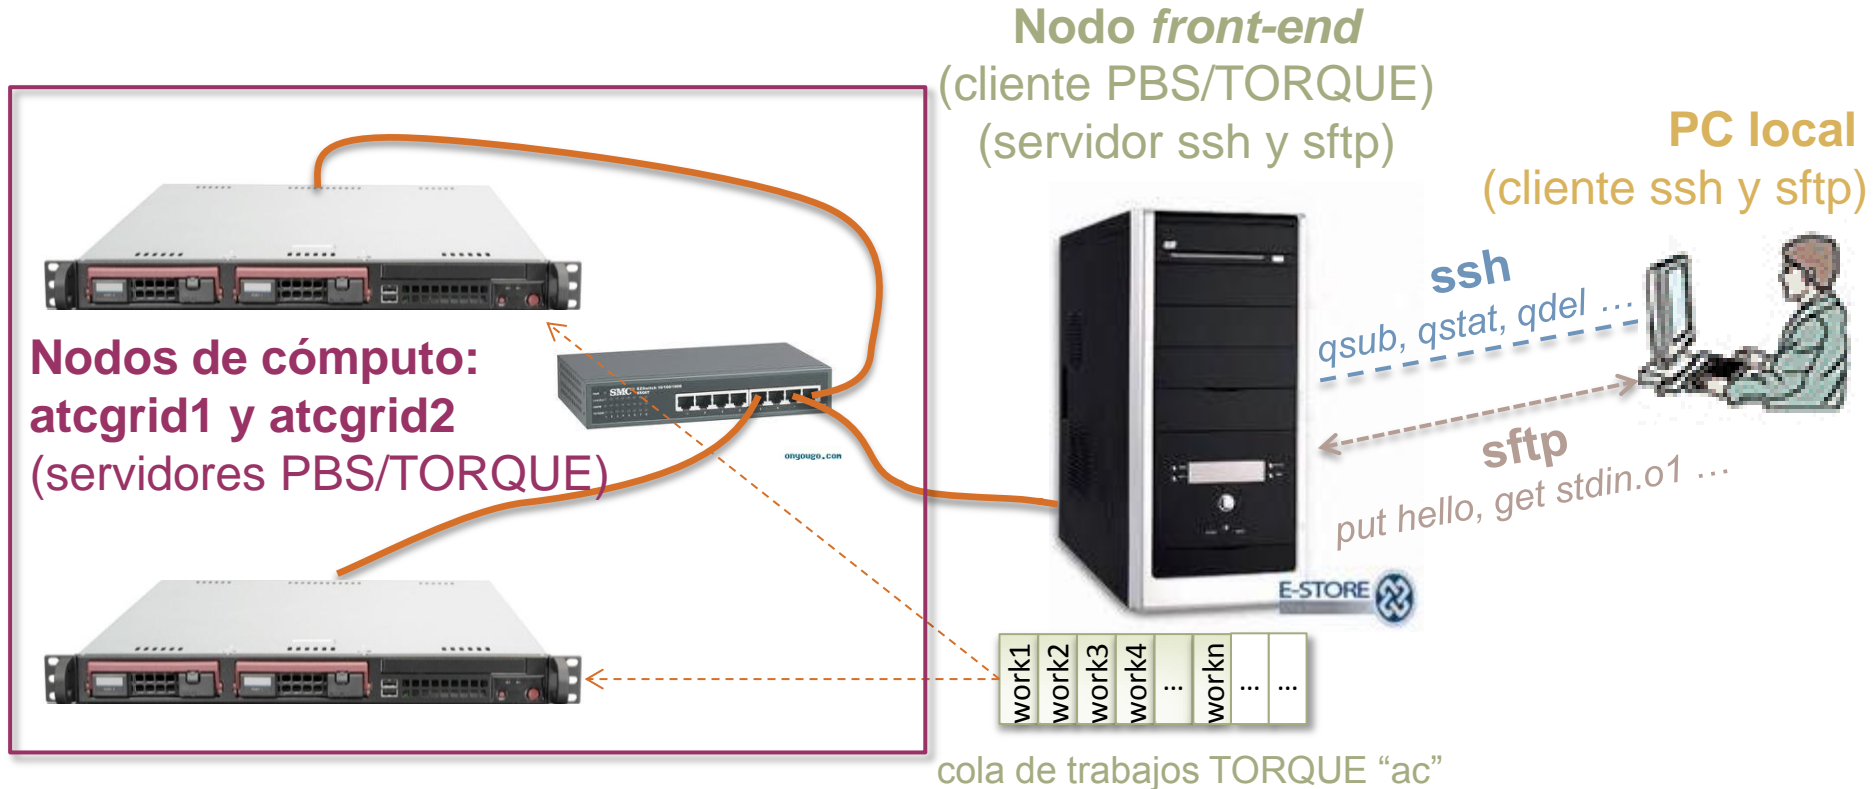 Nodo front-end
(cliente PBS/TORQUE)
(servidor ssh y sftp)
PC local
(cliente ssh y sftp)
ssh
qsub, qstat, qdel …
sftp
put hello, get stdin.o1 …
Nodos de cómputo:
atcgrid1 y atcgrid2
(servidores PBS/TORQUE)
SMC
onyougo.com
E-STORE
work1
work2
work3
work4
...
workn
...
...
cola de trabajos TORQUE “ac”